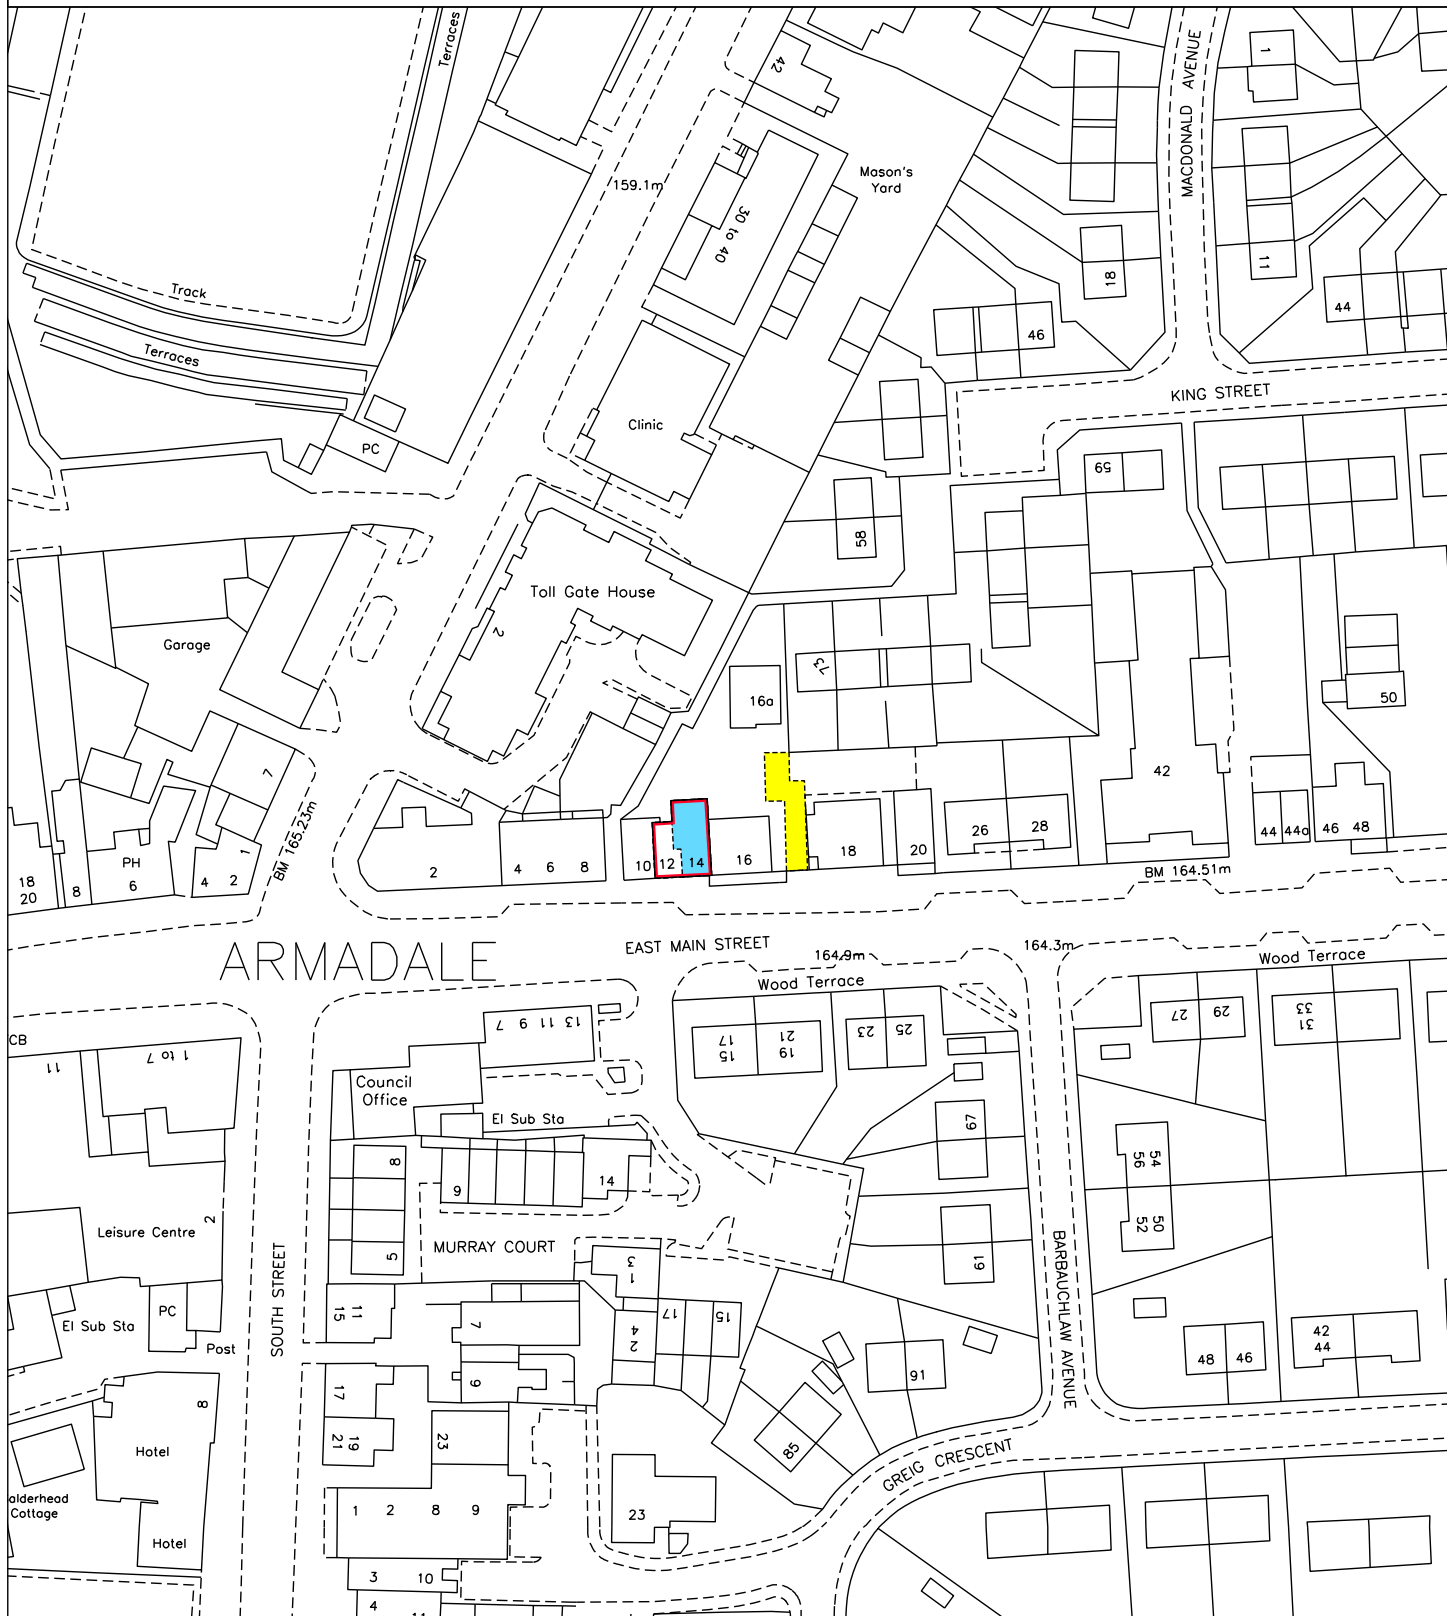 Terraces
42
MACDONALD AVENUE
1
159.1m
Mason's
Yard
30 to 40
18
11
44
Track
Terraces
46
KING STREET
Clinic
PC
59
58
Toll Gate House
2
Garage
73
16a
50
7
42
BM 165.23m
PH
6
18
20
8
4
2
1
2
4
6
8
10
12
14
16
18
20
26
28
44
44a
46
48
BM 164.51m
ARMADALE
EAST MAIN STREET
164.9m
164.3m
Wood Terrace
Wood Terrace
CB
11
1 to 7
7 9 11 13
Council
Office
El Sub Sta
17
15
21
19
23
25
27
29
33
31
67
8
9
14
54
56
50
52
Leisure Centre
2
MURRAY COURT
5
61
SOUTH STREET
BARBAUCHLAW AVENUE
El Sub Sta
PC
Post
15
11
7
3
1
4
2
17
15
48
46
42
44
8
17
9
91
Hotel
21
19
23
85
GREIG CRESCENT
alderhead
Cottage
Hotel
1
2
8
9
23
3
10
4
11